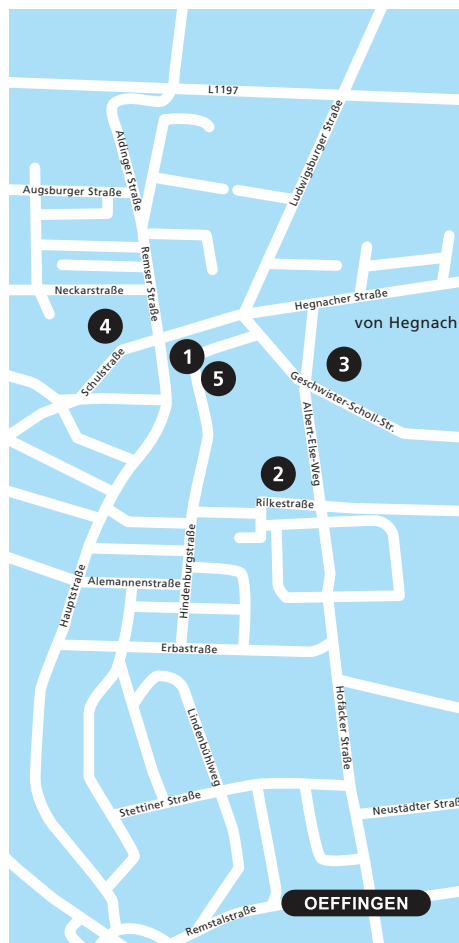 L1197
Aldinger Straße
Ludwigsburger Straße
Augsburger Straße
Remser Straße
Neckarstraße
Hegnacher Straße
von Hegnach
4
1
3
5
Schulstraße
Geschwister-Scholl-Str.
Albert-Else-Weg
2
Rilkestraße
Hindenburgstraße
Hauptstraße
Alemannenstraße
Erbastraße
Hofäcker Straße
Lindenbühlweg
Stettiner Straße
Neustädter Straß
OEFFINGEN
Remstalstraße